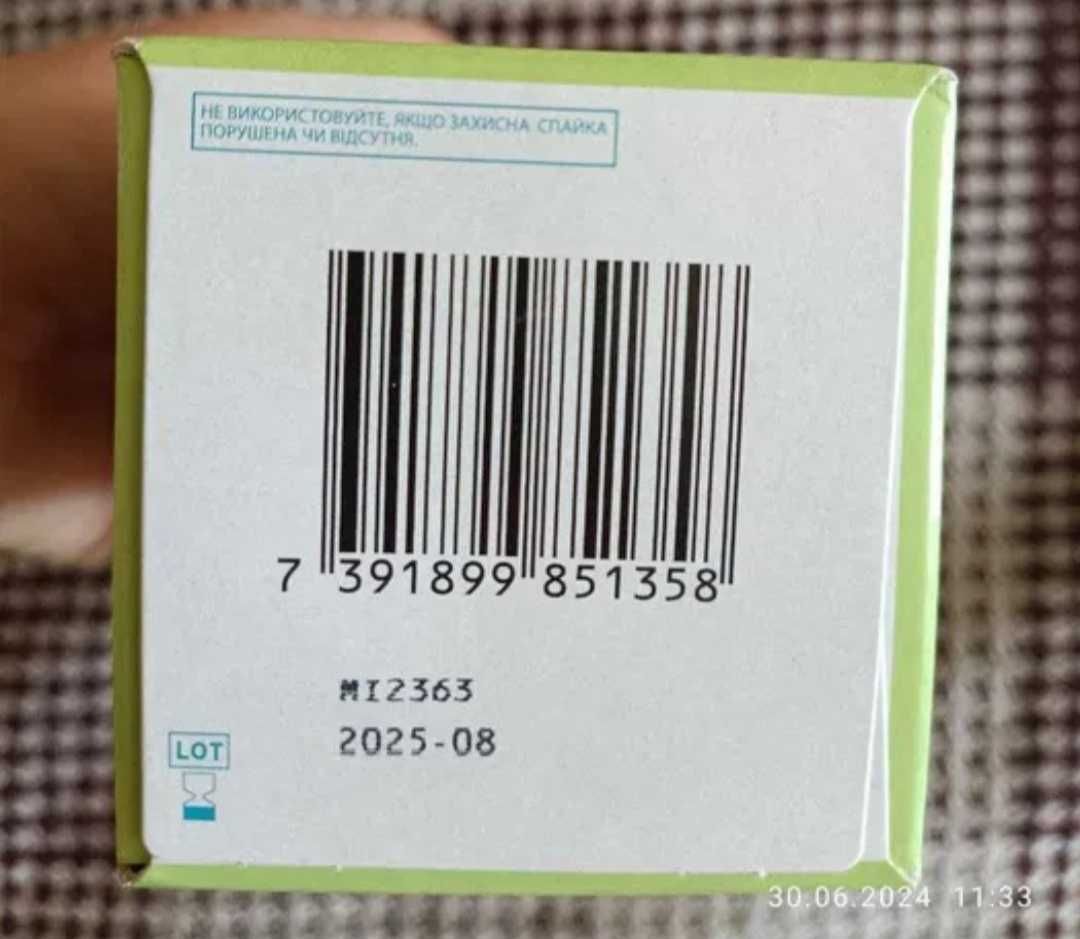 НЕ ВИКОРИСТОВУЙТЕ, ЯКЩО ЗАХИСНА СПАЙКА
ПОРУШЕНА ЧИ ВІДСУТНЯ.
7 391899 851358
MI2363
2025-08
LOT
30.06.2024 11:33